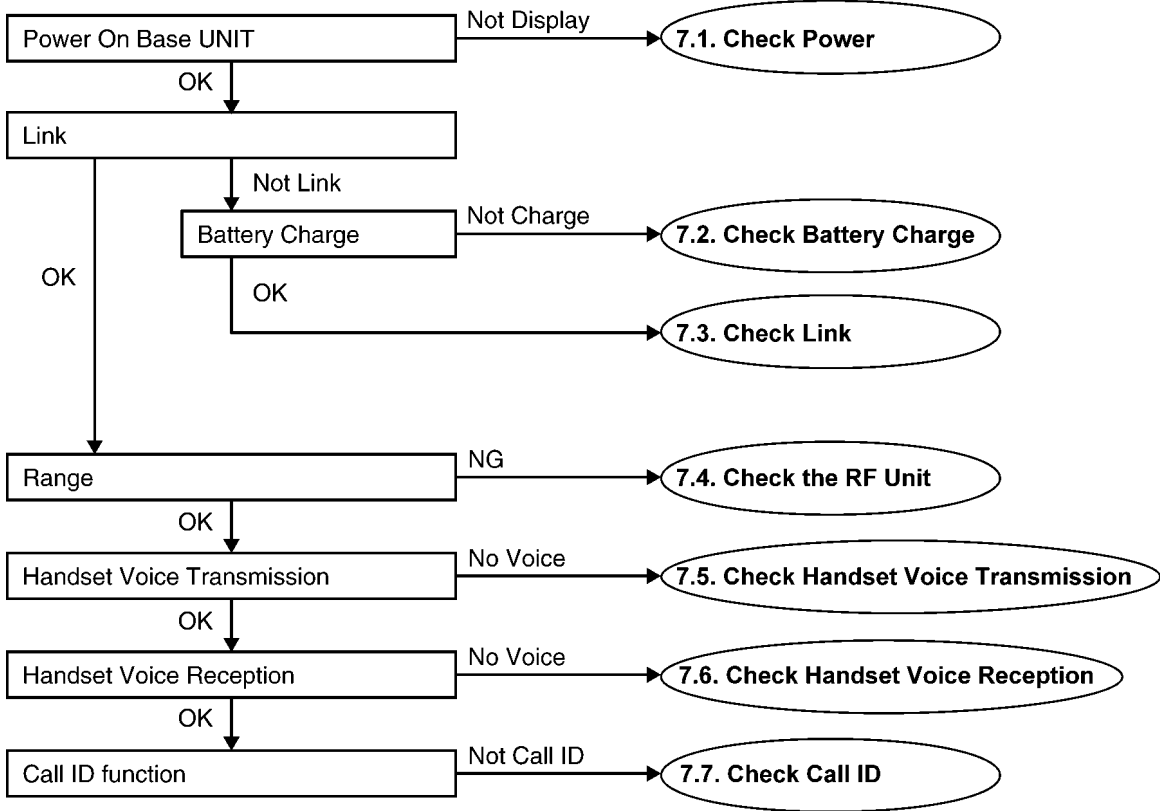 Power On Base UNIT
Not Display
7.1. Check Power
OK
Link
Not Link
Battery Charge
Not Charge
7.2. Check Battery Charge
OK
OK
7.3. Check Link
Range
NG
7.4. Check the RF Unit
OK
Handset Voice Transmission
No Voice
7.5. Check Handset Voice Transmission
OK
Handset Voice Reception
No Voice
7.6. Check Handset Voice Reception
OK
Call ID function
Not Call ID
7.7. Check Call ID